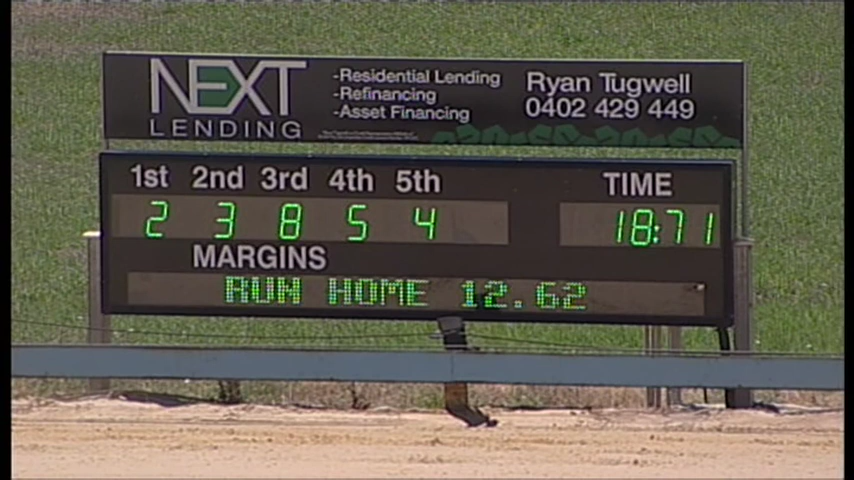 NEXT
LENDING
-Residential Lending
-Refinancing
-Asset Financing
Ryan Tugwell
0402 429 449
1st 2nd 3rd 4th 5th TIME
2 3 8 5 4 18:71
MARGINS
RUN HOME 12.62